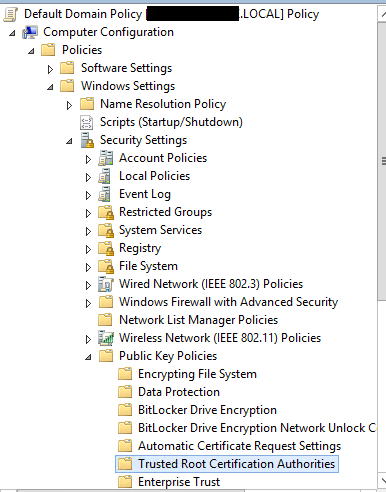 Default Domain Policy [ .LOCAL] Policy
Computer Configuration
Policies
Software Settings
Windows Settings
Name Resolution Policy
Scripts (Startup/Shutdown)
Security Settings
Account Policies
Local Policies
Event Log
Restricted Groups
System Services
Registry
File System
Wired Network (IEEE 802.3) Policies
Windows Firewall with Advanced Security
Network List Manager Policies
Wireless Network (IEEE 802.11) Policies
Public Key Policies
Encrypting File System
Data Protection
BitLocker Drive Encryption
BitLocker Drive Encryption Network Unlock C
Automatic Certificate Request Settings
Trusted Root Certification Authorities
Enterprise Trust